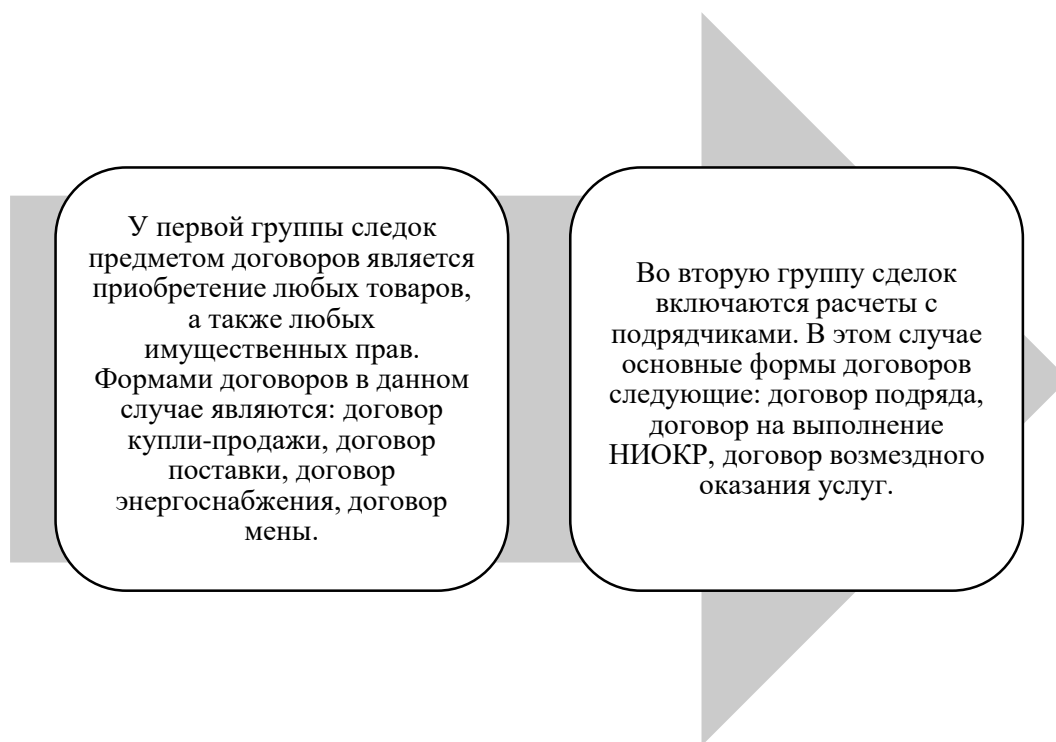 У первой группы следок
предметом договоров является
приобретение любых товаров,
а также любых
имущественных прав.
Формами договоров в данном
случае являются: договор
купли-продажи, договор
поставки, договор
энергоснабжения, договор
мены.
Во вторую группу сделок
включаются расчеты с
подрядчиками. В этом случае
основные формы договоров
следующие: договор подряда,
договор на выполнение
НИОКР, договор возмездного
оказания услуг.